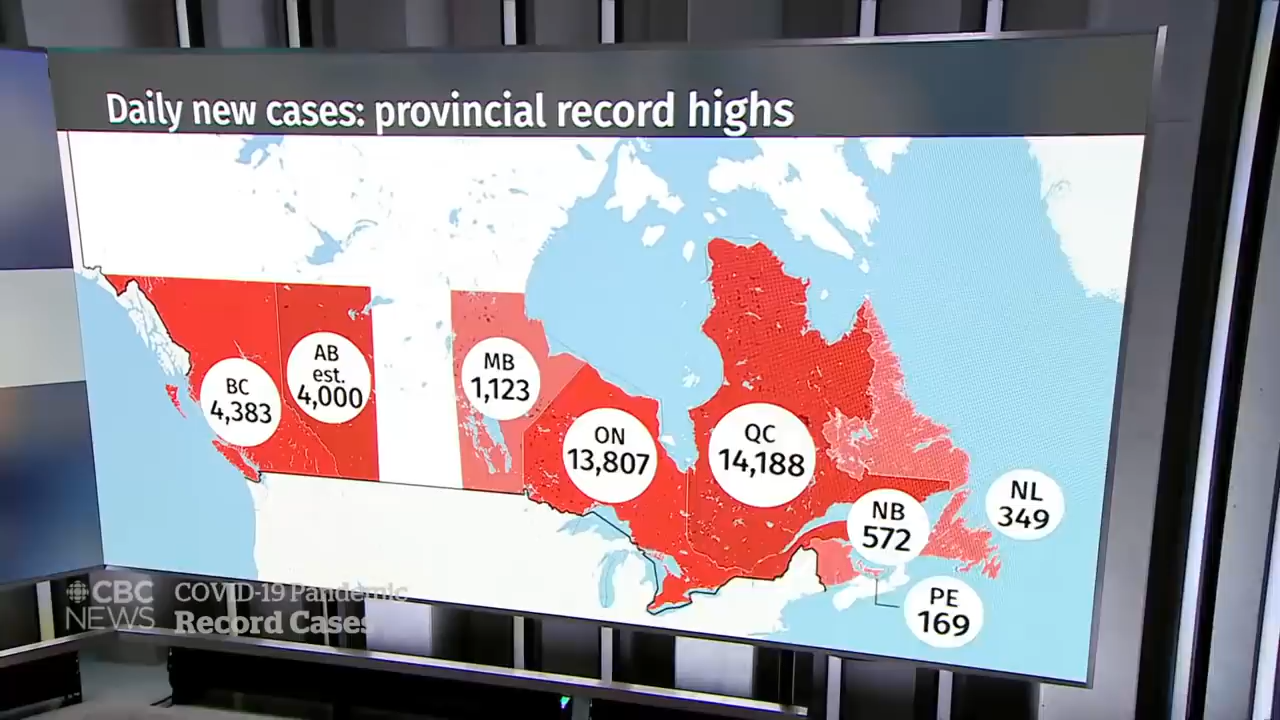 Daily new cases: provincial record highs
BC
4,383
AB
est.
4,000
MB
1,123
ON
13,807
QC
14,188
NB
572
NL
349
PE
169
CBC
NEWS
COVID-19 Pandemic
Record Cases